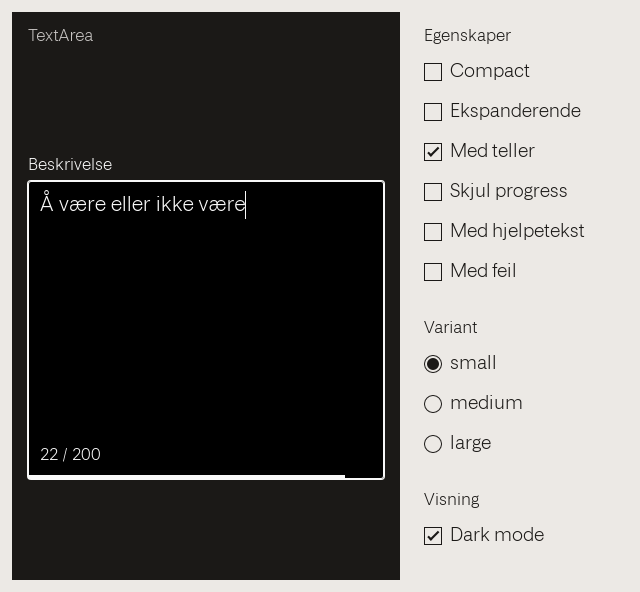 TextArea
Beskrivelse
Å være eller ikke være
22 / 200
Egenskaper
Compact
Ekspanderende
Med teller
Skjul progress
Med hjelpetekst
Med feil
Variant
small
medium
large
Visning
Dark mode